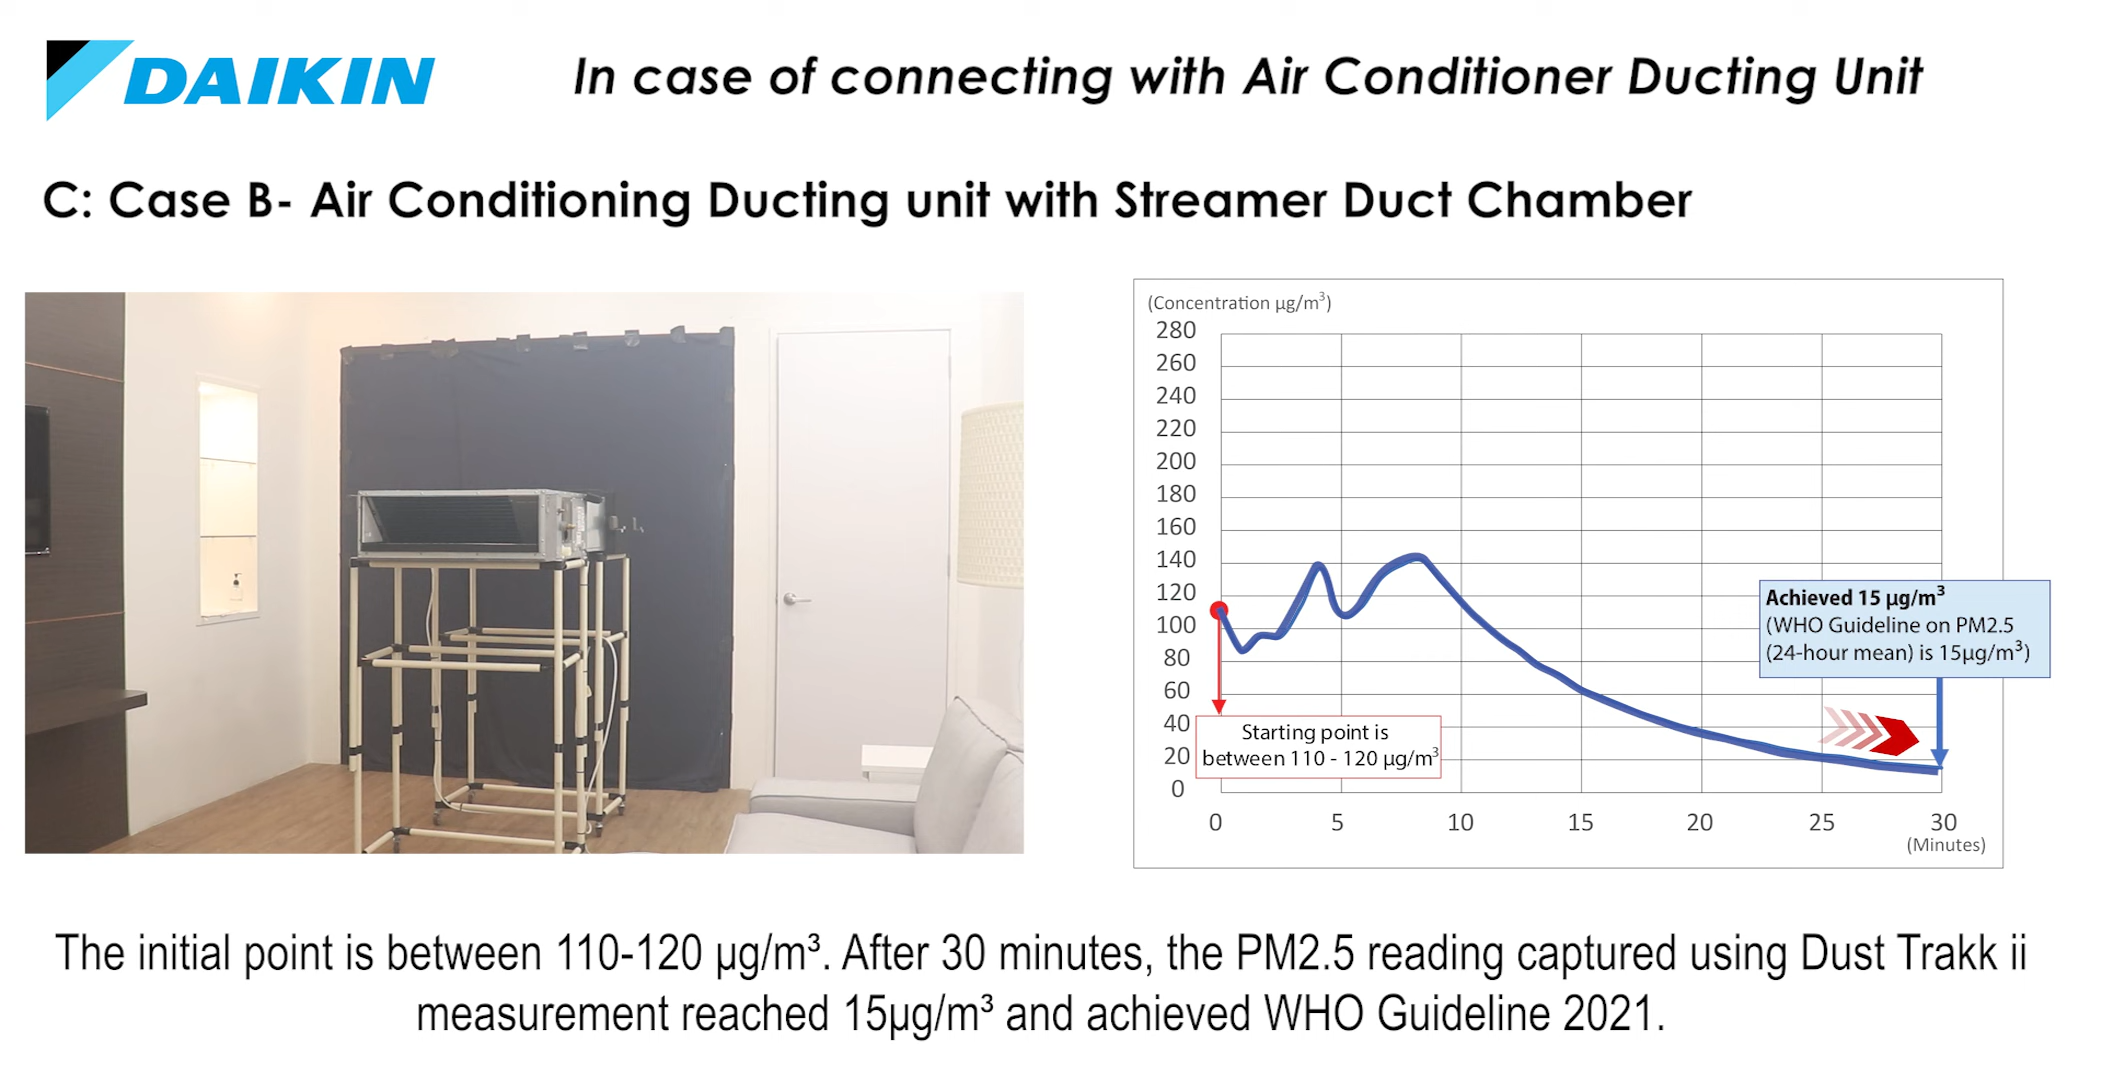 DAIKIN
In case of connecting with Air Conditioner Ducting Unit
C: Case B- Air Conditioning Ducting unit with Streamer Duct Chamber
(Concentration µg/m³)
280
260
240
220
200
180
160
140
120
100
80
60
40
20
0
Achieved 15 µg/m³
(WHO Guideline on PM2.5
(24-hour mean) is 15µg/m³)
Starting point is
between 110 - 120 µg/m³
0 5 10 15 20 25 30
(Minutes)
The initial point is between 110-120 µg/m³. After 30 minutes, the PM2.5 reading captured using Dust Trakk ii
measurement reached 15µg/m³ and achieved WHO Guideline 2021.